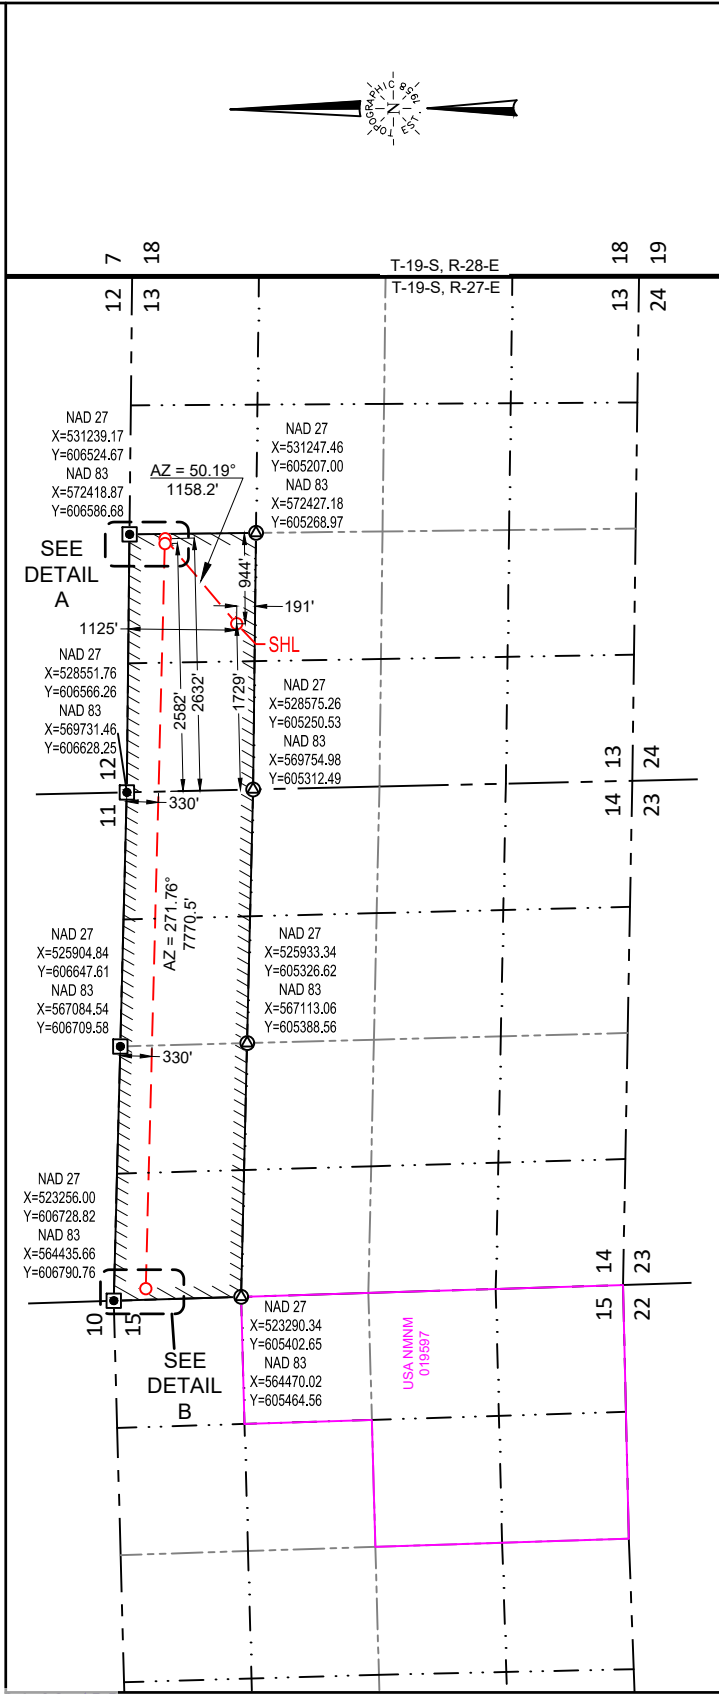 TOPOGRAPHIC
EST. 1958
N
7
18
18
19
T-19-S, R-28-E
T-19-S, R-27-E
12
13
13
24
NAD 27
X=531239.17
Y=606524.67
NAD 83
X=572418.87
Y=606586.68
NAD 27
X=531247.46
Y=605207.00
NAD 83
X=572427.18
Y=605268.97
AZ = 50.19°
1158.2'
SEE
DETAIL
A
944'
191'
1125'
SHL
2582'
2632'
1729'
NAD 27
X=528551.76
Y=606566.26
NAD 83
X=569731.46
Y=606628.25
NAD 27
X=528575.26
Y=605250.53
NAD 83
X=569754.98
Y=605312.49
12
11
13
24
14
23
330'
AZ = 271.76°
7770.5'
NAD 27
X=525904.84
Y=606647.61
NAD 83
X=567084.54
Y=606709.58
NAD 27
X=525933.34
Y=605326.62
NAD 83
X=567113.06
Y=605388.56
330'
NAD 27
X=523256.00
Y=606728.82
NAD 83
X=564435.66
Y=606790.76
14
23
10
15
15
22
NAD 27
X=523290.34
Y=605402.65
NAD 83
X=564470.02
Y=605464.56
SEE
DETAIL
B
USA NMNM
019597